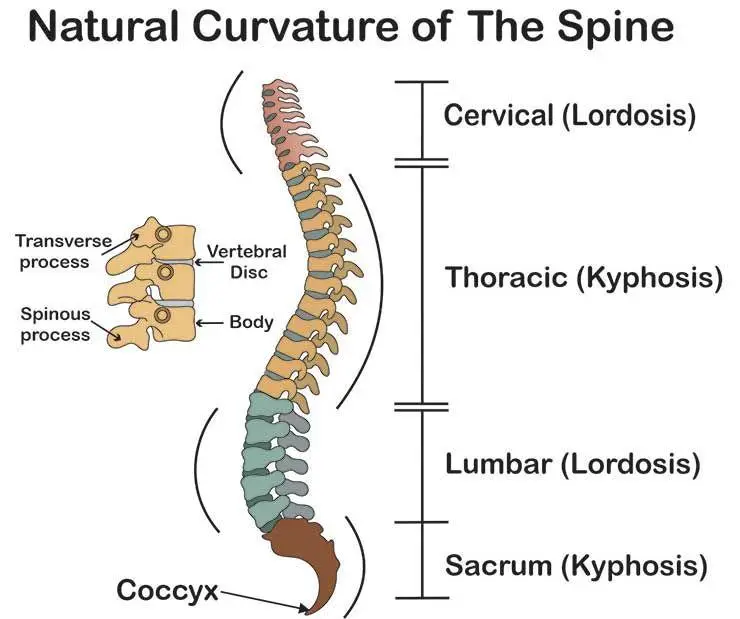 Natural Curvature of The Spine
Cervical (Lordosis)
Thoracic (Kyphosis)
Transverse
process
Vertebral
Disc
Spinous
process
Body
Lumbar (Lordosis)
Sacrum (Kyphosis)
Coccyx